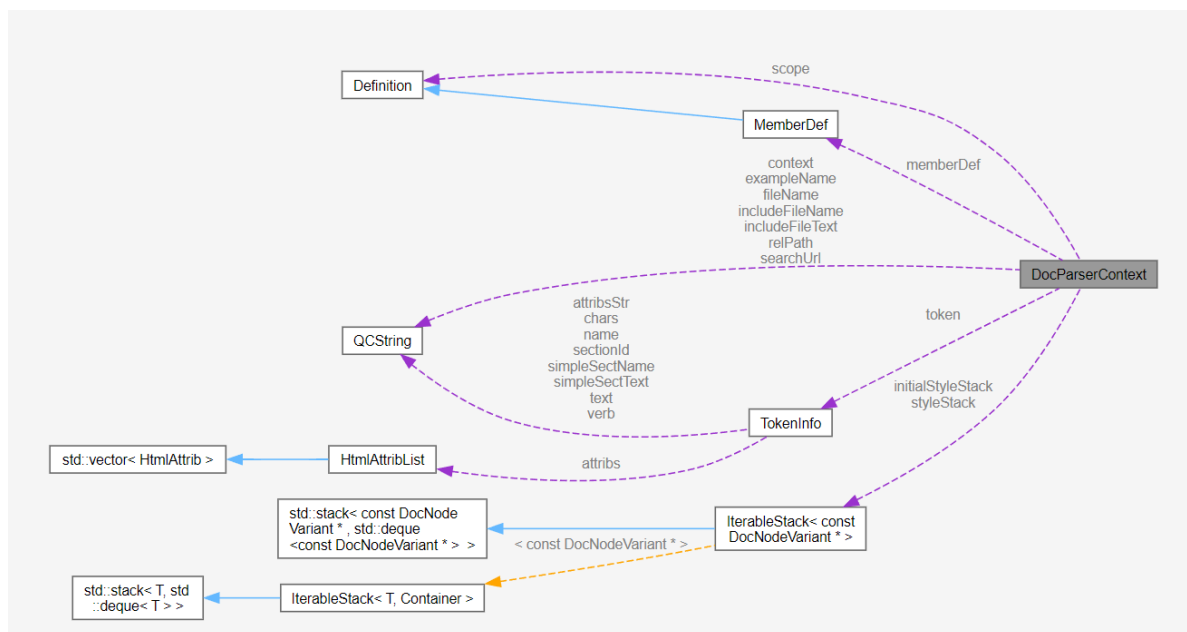 scope
Definition
MemberDef
memberDef
context
exampleName
fileName
includeFileName
includeFileText
relPath
searchUrl
DocParserContext
attribsStr
chars
name
sectionId
simpleSectName
simpleSectText
text
verb
QCString
token
initialStyleStack
styleStack
TokenInfo
std::vector< HtmlAttrib >
HtmlAttribList
attribs
std::stack< const DocNode
Variant * , std::deque
<const DocNodeVariant * > >
< const DocNodeVariant * >
IterableStack< const
DocNodeVariant * >
std::stack< T, std
::deque< T > >
IterableStack< T, Container >